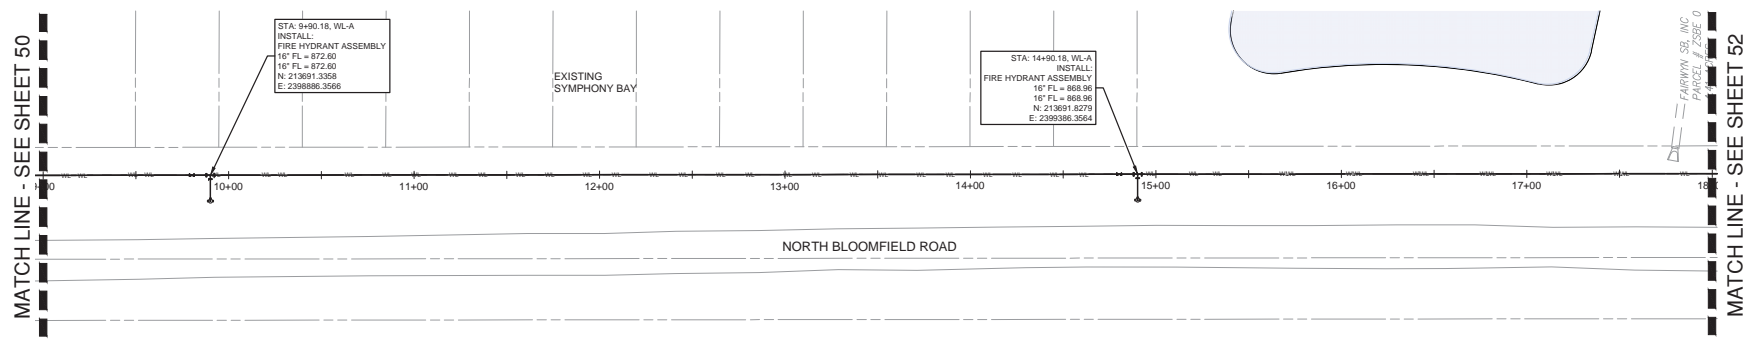 MATCH LINE - SEE SHEET 50
STA: 9+90.18, WL-A
INSTALL:
FIRE HYDRANT ASSEMBLY
16" FL = 872.60
16" FL = 872.60
N: 213691.3358
E: 2398886.3566
EXISTING
SYMPHONY BAY
STA: 14+90.18, WL-A
INSTALL:
FIRE HYDRANT ASSEMBLY
16" FL = 868.96
16" FL = 868.96
N: 213691.8279
E: 2399386.3564
FAIRWYN SB, INC
PARCEL # ZSBE 0
MATCH LINE - SEE SHEET 52
10+00
11+00
12+00
13+00
14+00
15+00
16+00
17+00
NORTH BLOOMFIELD ROAD